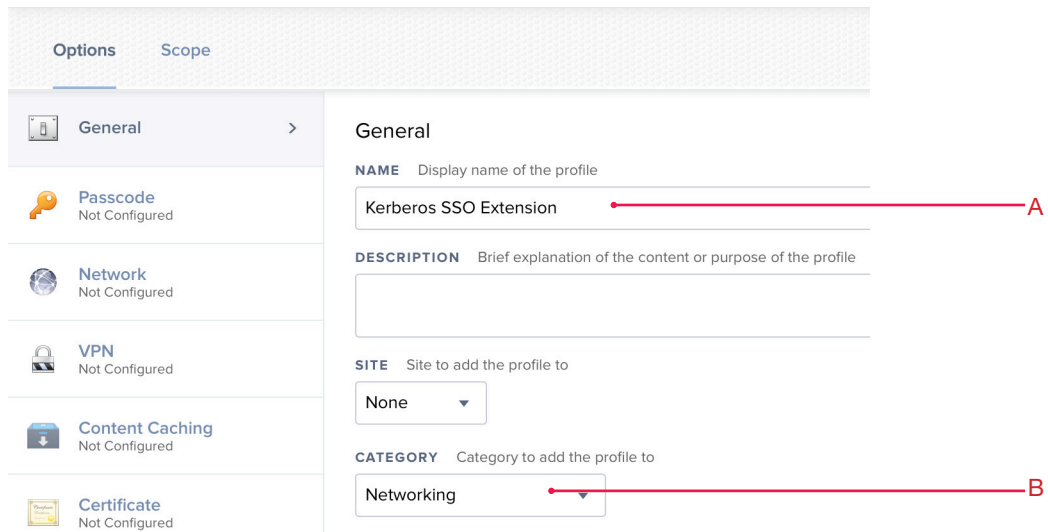 Options Scope
General
Passcode
Not Configured
Network
Not Configured
VPN
Not Configured
Content Caching
Not Configured
Certificate
Not Configured
General
NAME Display name of the profile
Kerberos SSO Extension
A
DESCRIPTION Brief explanation of the content or purpose of the profile
SITE Site to add the profile to
None
CATEGORY Category to add the profile to
Networking
B